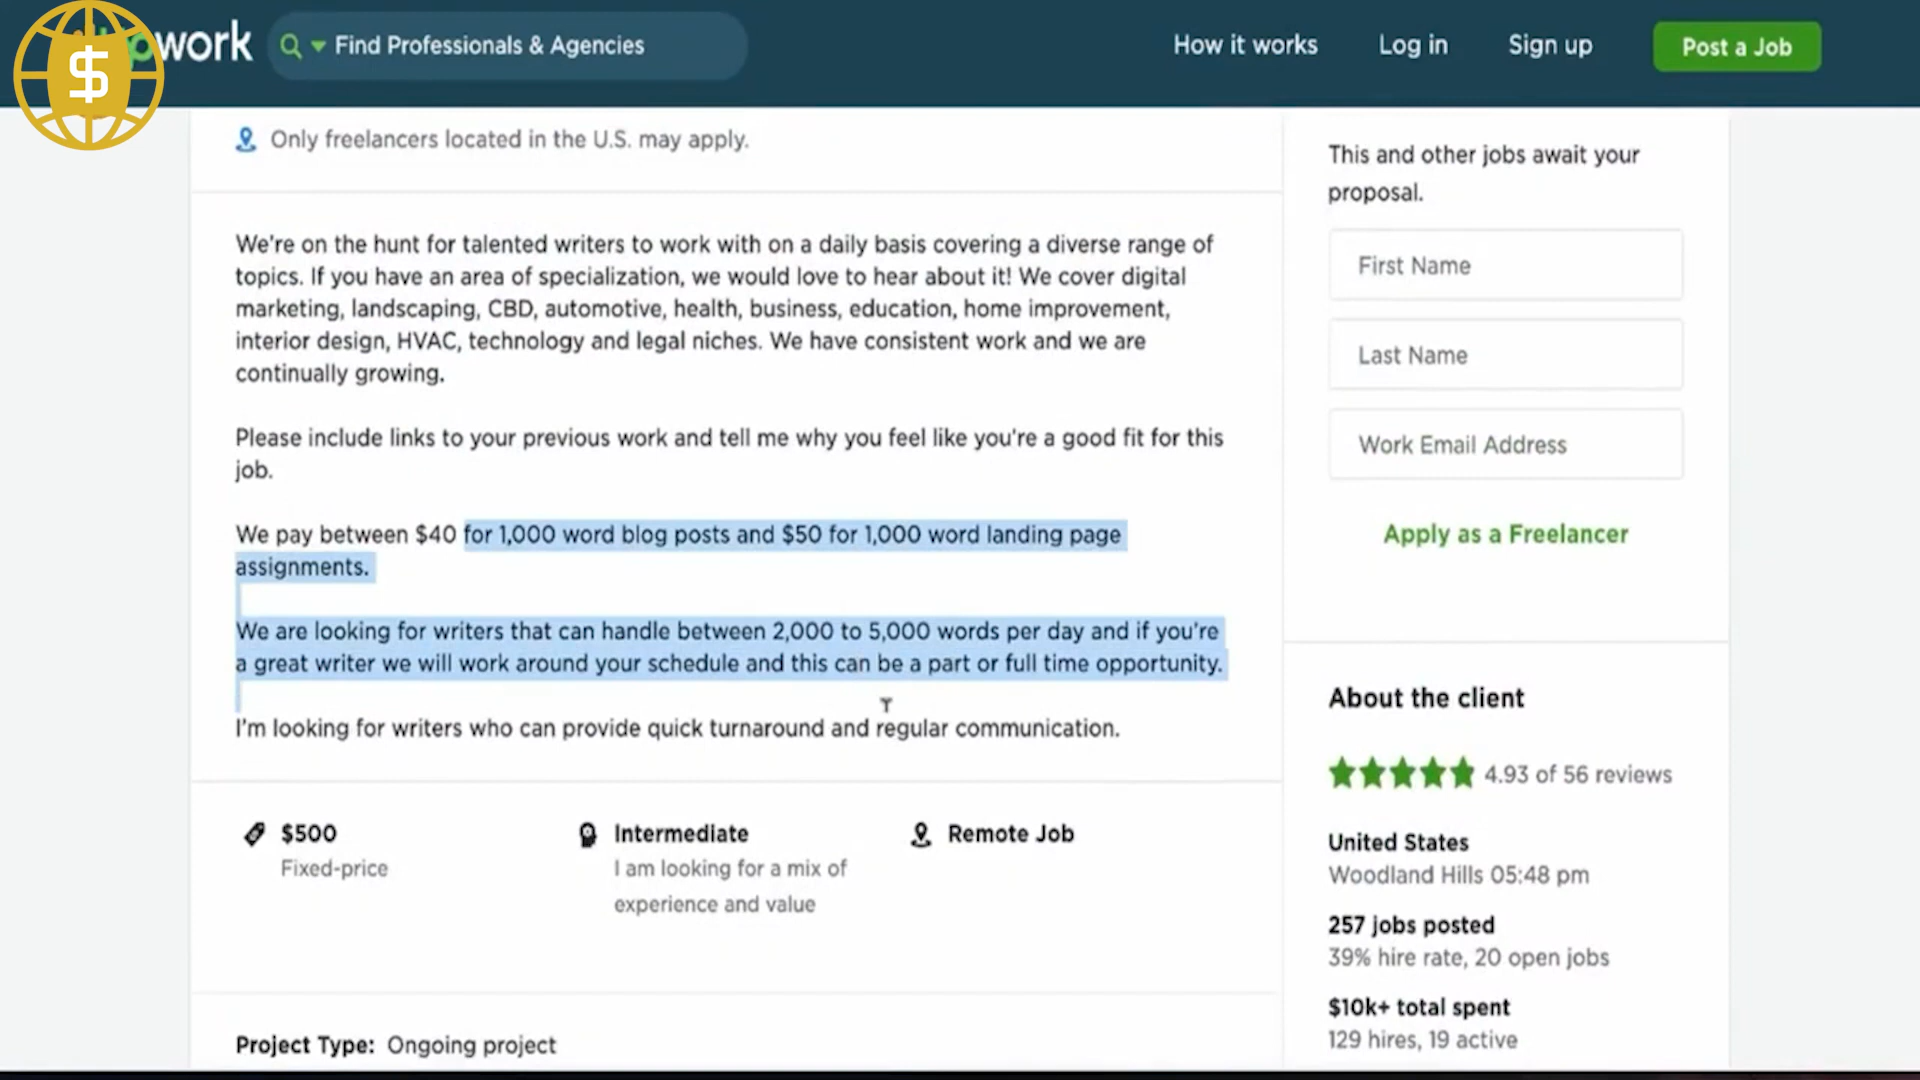 $
upwork
Find Professionals & Agencies
How it works
Log in
Sign up
Post a Job
Only freelancers located in the U.S. may apply.
We're on the hunt for talented writers to work with on a daily basis covering a diverse range of
topics. If you have an area of specialization, we would love to hear about it! We cover digital
marketing, landscaping, CBD, automotive, health, business, education, home improvement,
interior design, HVAC, technology and legal niches. We have consistent work and we are
continually growing.
Please include links to your previous work and tell me why you feel like you're a good fit for this
job.
We pay between $40 for 1,000 word blog posts and $50 for 1,000 word landing page
assignments.
We are looking for writers that can handle between 2,000 to 5,000 words per day and if you're
a great writer we will work around your schedule and this can be a part or full time opportunity.
I'm looking for writers who can provide quick turnaround and regular communication.
$500
Fixed-price
Intermediate
I am looking for a mix of
experience and value
Remote Job
Project Type: Ongoing project
This and other jobs await your
proposal.
First Name
Last Name
Work Email Address
Apply as a Freelancer
About the client
4.93 of 56 reviews
United States
Woodland Hills 05:48 pm
257 jobs posted
39% hire rate, 20 open jobs
$10k+ total spent
129 hires, 19 active